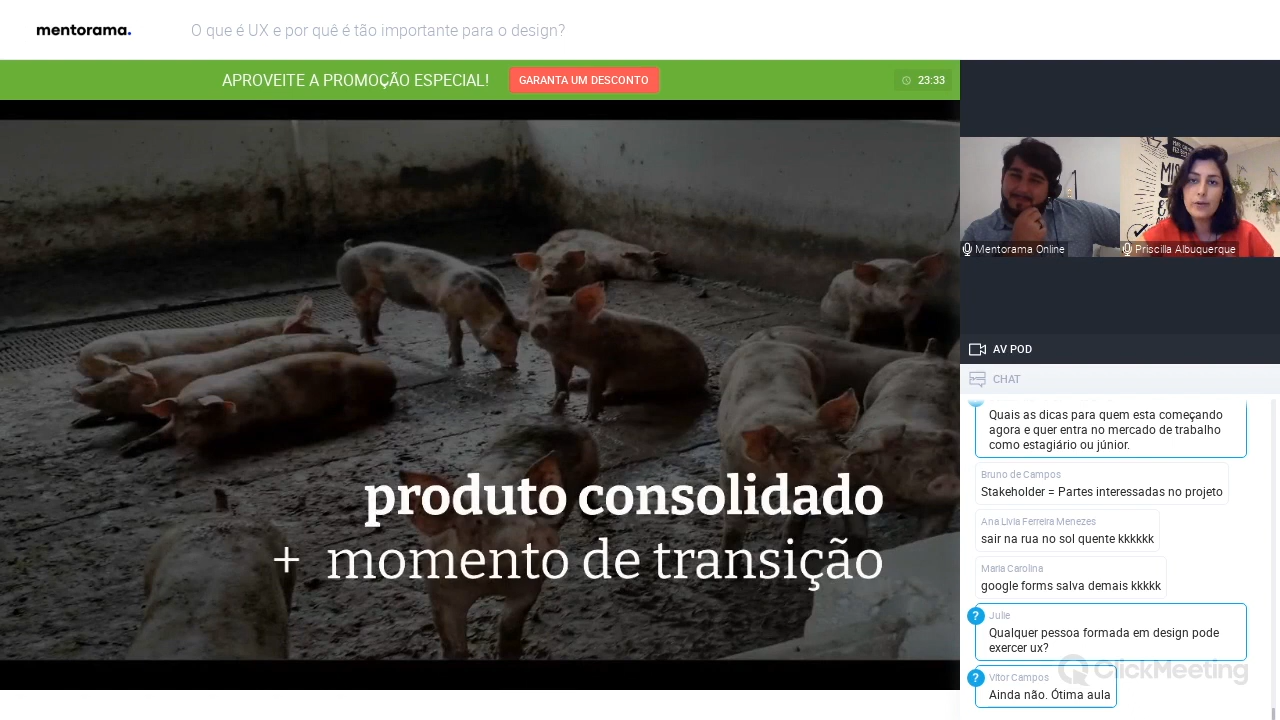 mentorama.
O que é UX e por quê é tão importante para o design?
APROVEITE A PROMOÇÃO ESPECIAL!
GARANTA UM DESCONTO
23:33
produto consolidado
+ momento de transição
Mentorama Online
Priscilla Albuquerque
AV POD
CHAT
Quais as dicas para quem esta começando
agora e quer entra no mercado de trabalho
como estagiário ou júnior.
Bruno de Campos
Stakeholder = Partes interessadas no projeto
Ana Livia Ferreira Menezes
sair na rua no sol quente kkkkkk
Maria Carolina
google forms salva demais kkkkk
?
Julie
Qualquer pessoa formada em design pode
exercer ux?
ClickMeeting
?
Vitor Campos
Ainda não. Ótima aula